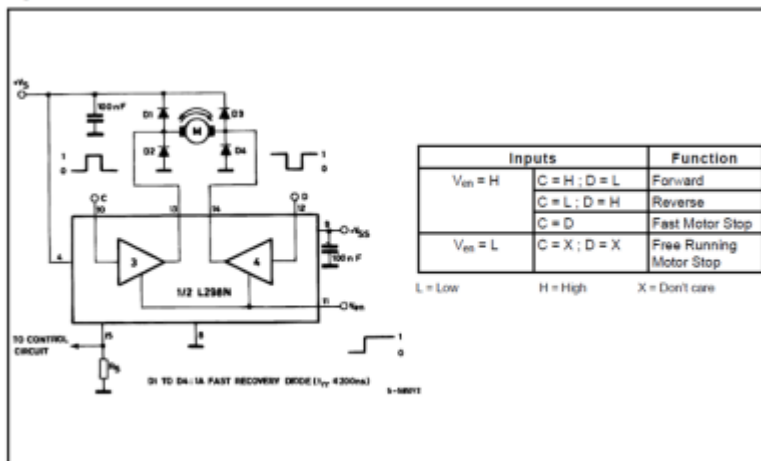 +Vs
100nF
D1
D3
M
D2
D4
1
0
1
0
C
10
13
14
D
12
9
+Vss
100nF
4
3
4
1/2 L298N
11
Ven
15
8
TO CONTROL
CIRCUIT
Rs
1
0
D1 TO D4: 1A FAST RECOVERY DIODE (trr ≤ 200ns)
Inputs Function
Ven = H C = H ; D = L Forward
C = L ; D = H Reverse
C = D Fast Motor Stop
Ven = L C = X ; D = X Free Running
Motor Stop
L = Low H = High X = Don't care